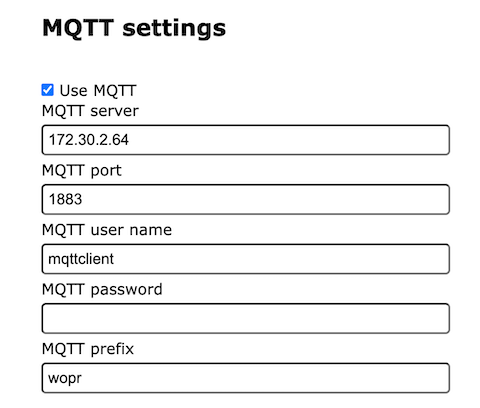 MQTT settings
Use MQTT
MQTT server
172.30.2.64
MQTT port
1883
MQTT user name
mqttclient
MQTT password
MQTT prefix
wopr